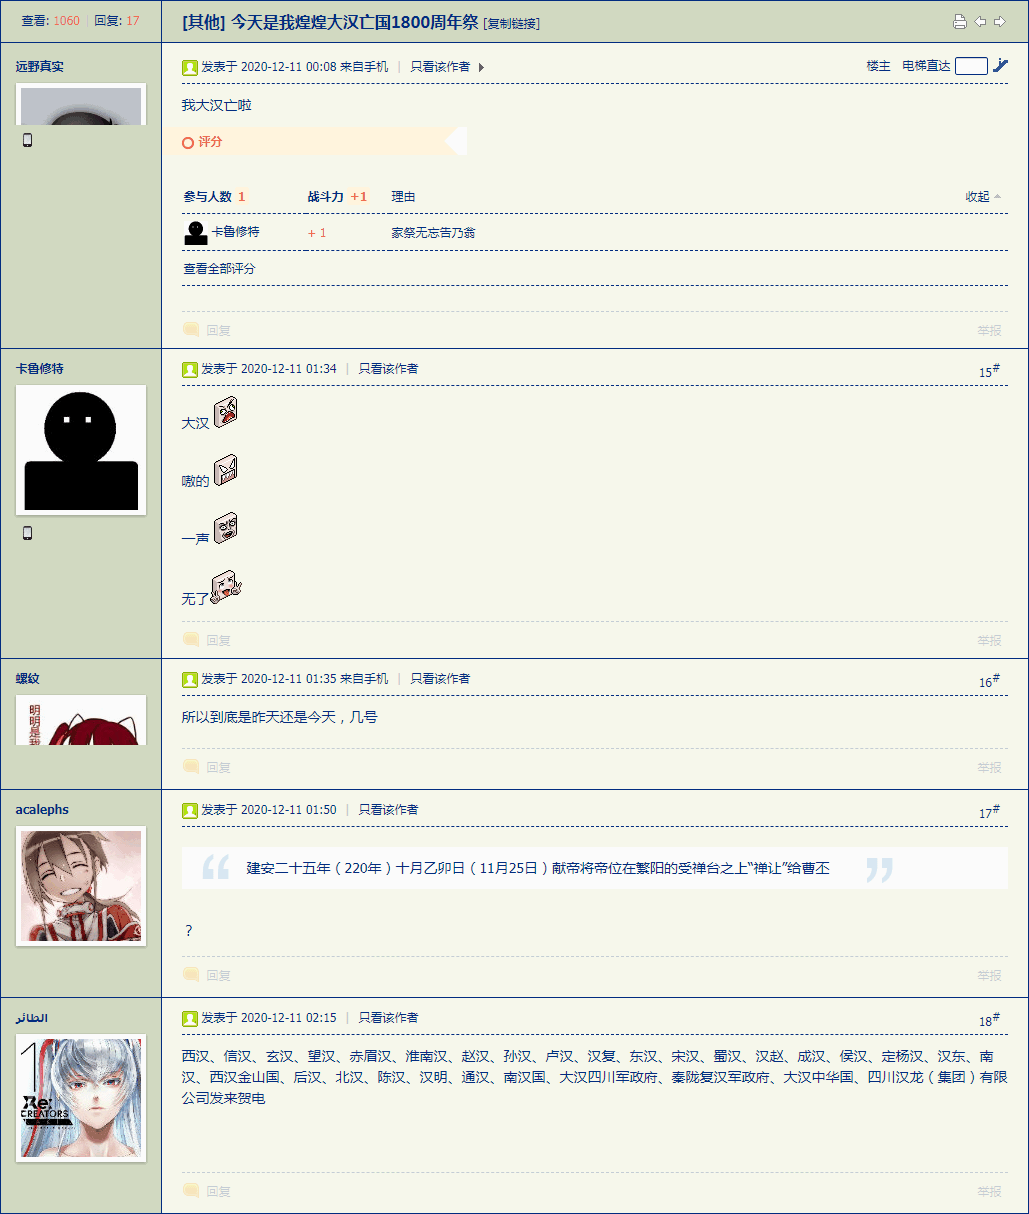 查看: 1060 | 回复: 17
[其他] 今天是我煌煌大汉亡国1800周年祭 [复制链接]
远野真实
发表于 2020-12-11 00:08 来自手机 | 只看该作者
楼主 电梯直达
我大汉亡啦
评分
参与人数 1 战斗力 +1 理由 收起
卡鲁修特 + 1 家祭无忘告乃翁
查看全部评分
回复 举报
卡鲁修特
发表于 2020-12-11 01:34 | 只看该作者
15#
大汉
嗷的
一声
无了
回复 举报
螺紋
明明是我
发表于 2020-12-11 01:35 来自手机 | 只看该作者
16#
所以到底是昨天还是今天，几号
回复 举报
acalephs
发表于 2020-12-11 01:50 | 只看该作者
17#
建安二十五年（220年）十月乙卯日（11月25日）献帝将帝位在繁阳的受禅台之上“禅让”给曹丕
？
回复 举报
الطائر
1
Re:
CREATORS
发表于 2020-12-11 02:15 | 只看该作者
18#
西汉、信汉、玄汉、望汉、赤眉汉、淮南汉、赵汉、孙汉、卢汉、汉复、东汉、宋汉、蜀汉、汉赵、成汉、侯汉、定杨汉、汉东、南
汉、西汉金山国、后汉、北汉、陈汉、汉明、通汉、南汉国、大汉四川军政府、秦陇复汉军政府、大汉中华国、四川汉龙（集团）有限
公司发来贺电
回复 举报